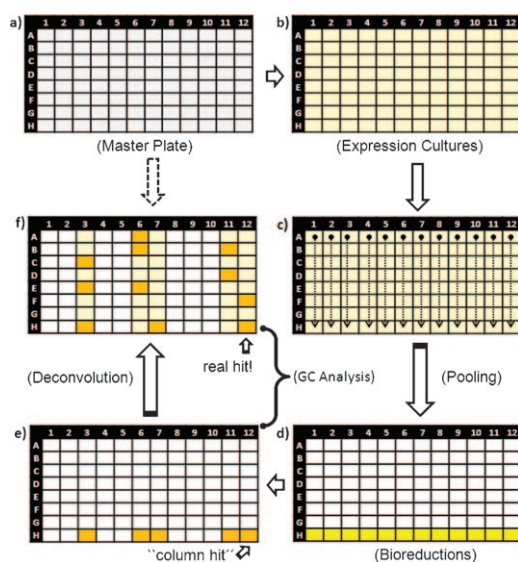 a)
1 2 3 4 5 6 7 8 9 10 11 12
A
B
C
D
E
F
G
H
(Master Plate)
b)
1 2 3 4 5 6 7 8 9 10 11 12
A
B
C
D
E
F
G
H
(Expression Cultures)
f)
1 2 3 4 5 6 7 8 9 10 11 12
A
B
C
D
E
F
G
H
real hit!
c)
1 2 3 4 5 6 7 8 9 10 11 12
A
B
C
D
E
F
G
H
(Deconvolution)
(GC Analysis)
(Pooling)
e)
1 2 3 4 5 6 7 8 9 10 11 12
A
B
C
D
E
F
G
H
``column hit´´
d)
1 2 3 4 5 6 7 8 9 10 11 12
A
B
C
D
E
F
G
H
(Bioreductions)